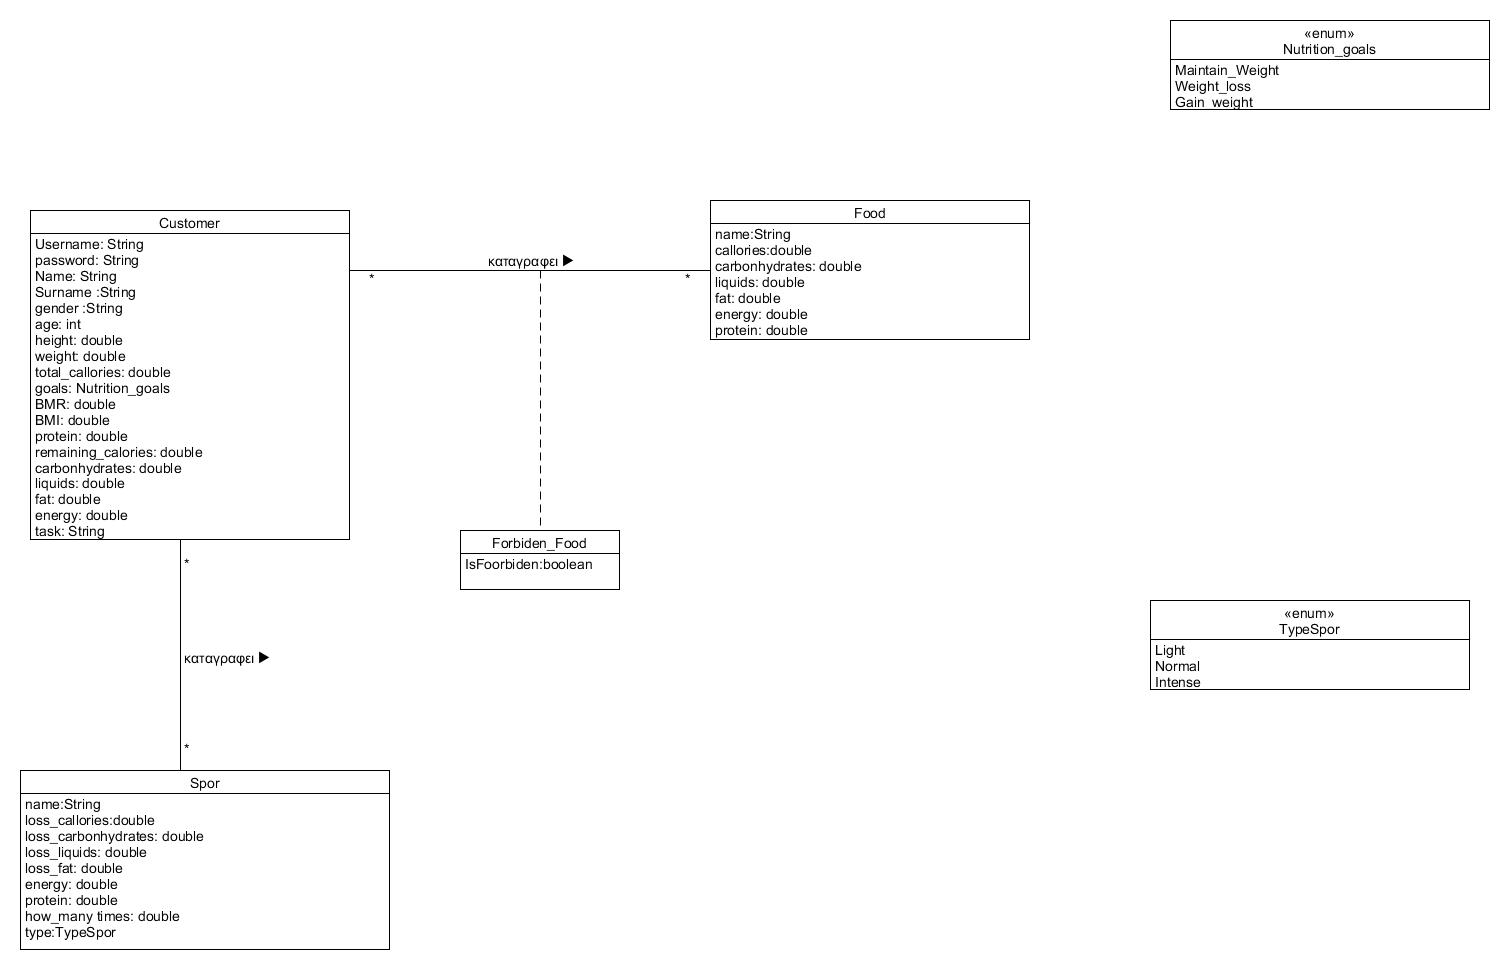 «enum»
Nutrition_goals
Maintain_Weight
Weight_loss
Gain_weight
Customer
Username: String
password: String
Name: String
Surname :String
gender :String
age: int
height: double
weight: double
total_callories: double
goals: Nutrition_goals
BMR: double
BMI: double
protein: double
remaining_calories: double
carbonhydrates: double
liquids: double
fat: double
energy: double
task: String
καταγραφει ▶
*
*
Food
name:String
callories:double
carbonhydrates: double
liquids: double
fat: double
energy: double
protein: double
Forbiden_Food
IsFoorbiden:boolean
*
καταγραφει ▶
*
«enum»
TypeSpor
Light
Normal
Intense
Spor
name:String
loss_callories:double
loss_carbonhydrates: double
loss_liquids: double
loss_fat: double
energy: double
protein: double
how_many times: double
type:TypeSpor